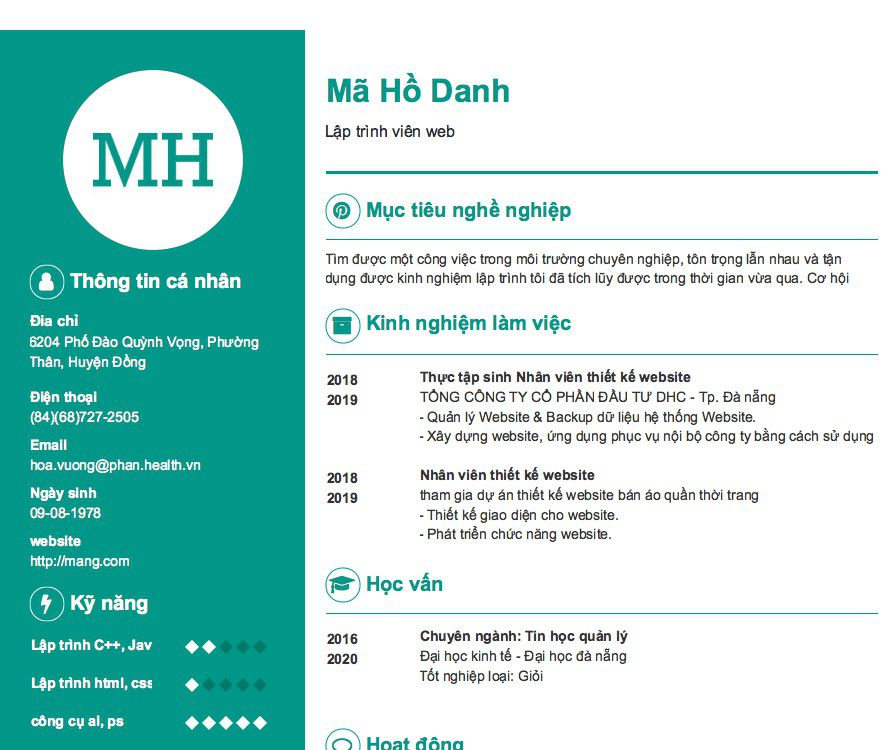 MH
Thông tin cá nhân
Địa chỉ
6204 Phố Đào Quỳnh Vọng, Phường
Thân, Huyện Đồng
Điện thoại
(84)(68)727-2505
Email
hoa.vuong@phan.health.vn
Ngày sinh
09-08-1978
website
http://mang.com
Kỹ năng
Lập trình C++, Jav
Lập trình html, css
công cụ aI, ps
Mã Hồ Danh
Lập trình viên web
Mục tiêu nghề nghiệp
Tìm được một công việc trong môi trường chuyên nghiệp, tôn trọng lẫn nhau và tận
dụng được kinh nghiệm lập trình tôi đã tích lũy được trong thời gian vừa qua. Cơ hội
Kinh nghiệm làm việc
2018
2019
Thực tập sinh Nhân viên thiết kế website
TỔNG CÔNG TY CỔ PHẦN ĐẦU TƯ DHC - Tp. Đà nẵng
- Quản lý Website & Backup dữ liệu hệ thống Website.
- Xây dựng website, ứng dụng phục vụ nội bộ công ty bằng cách sử dụng
2018
2019
Nhân viên thiết kế website
tham gia dự án thiết kế website bán áo quần thời trang
- Thiết kế giao diện cho website.
- Phát triển chức năng website.
Học vấn
2016
2020
Chuyên ngành: Tin học quản lý
Đại học kinh tế - Đại học đà nẵng
Tốt nghiệp loại: Giỏi
Hoạt động